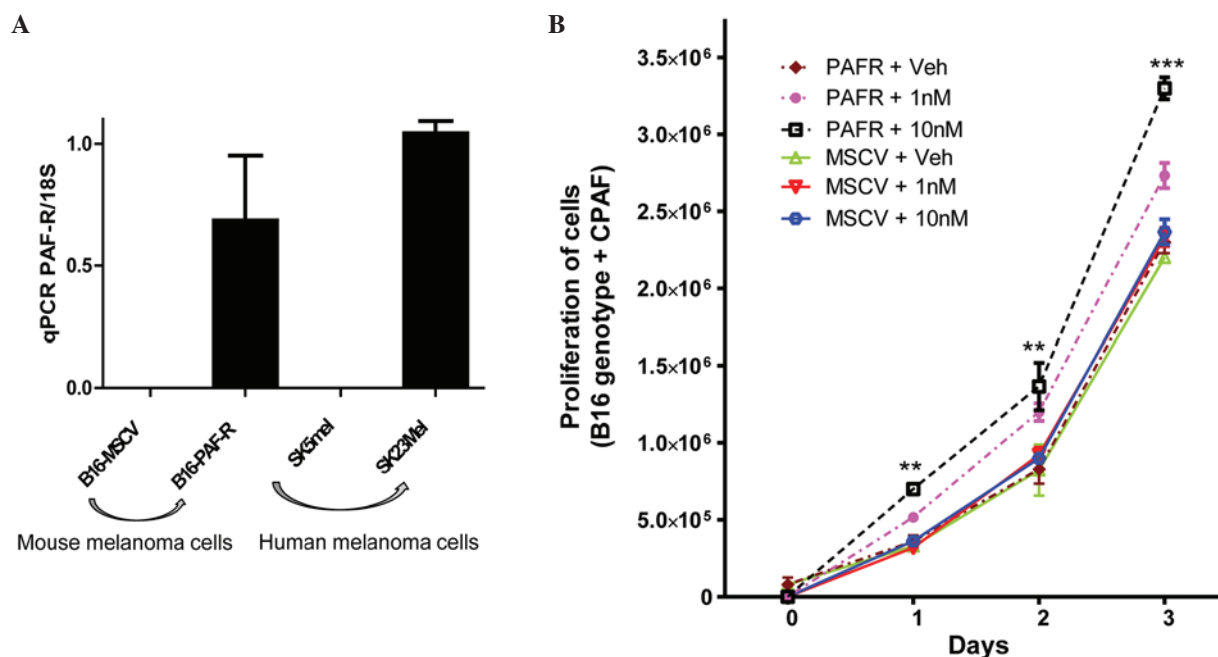 A
qPCR PAF-R/18S
1.0
0.5
0.0
B16-MSCV
B16-PAF-R
SK5mel
SK23Mel
Mouse melanoma cells
Human melanoma cells
B
Proliferation of cells
(B16 genotype + CPAF)
3.5×10⁶
3.0×10⁶
2.5×10⁶
2.0×10⁶
1.5×10⁶
1.0×10⁶
5.0×10⁵
0
PAFR + Veh
PAFR + 1nM
PAFR + 10nM
MSCV + Veh
MSCV + 1nM
MSCV + 10nM
**
**
***
0 1 2 3
Days